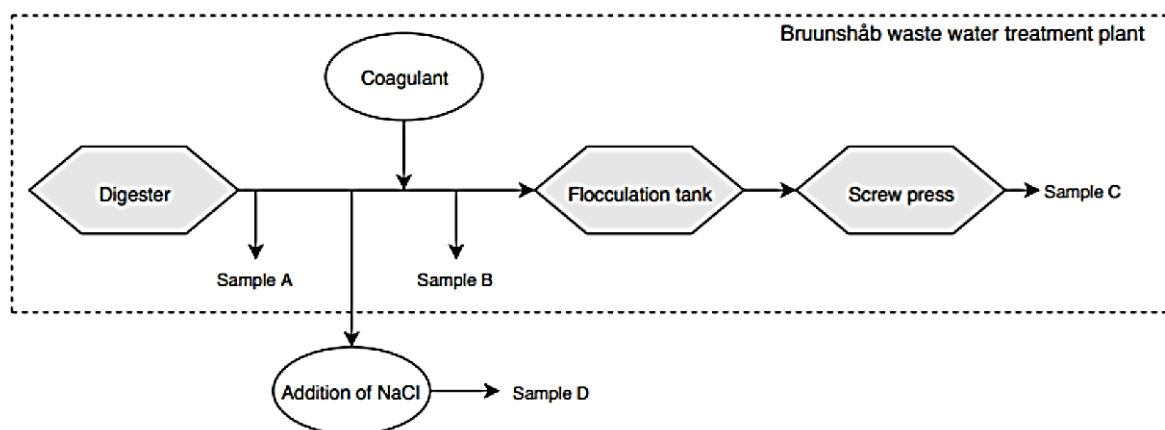 Bruunshåb waste water treatment plant
Coagulant
Digester
Flocculation tank
Screw press
Sample C
Sample A
Sample B
Addition of NaCl
Sample D